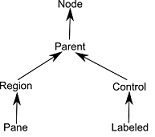 Node
Parent
Region Control
Pane Labeled